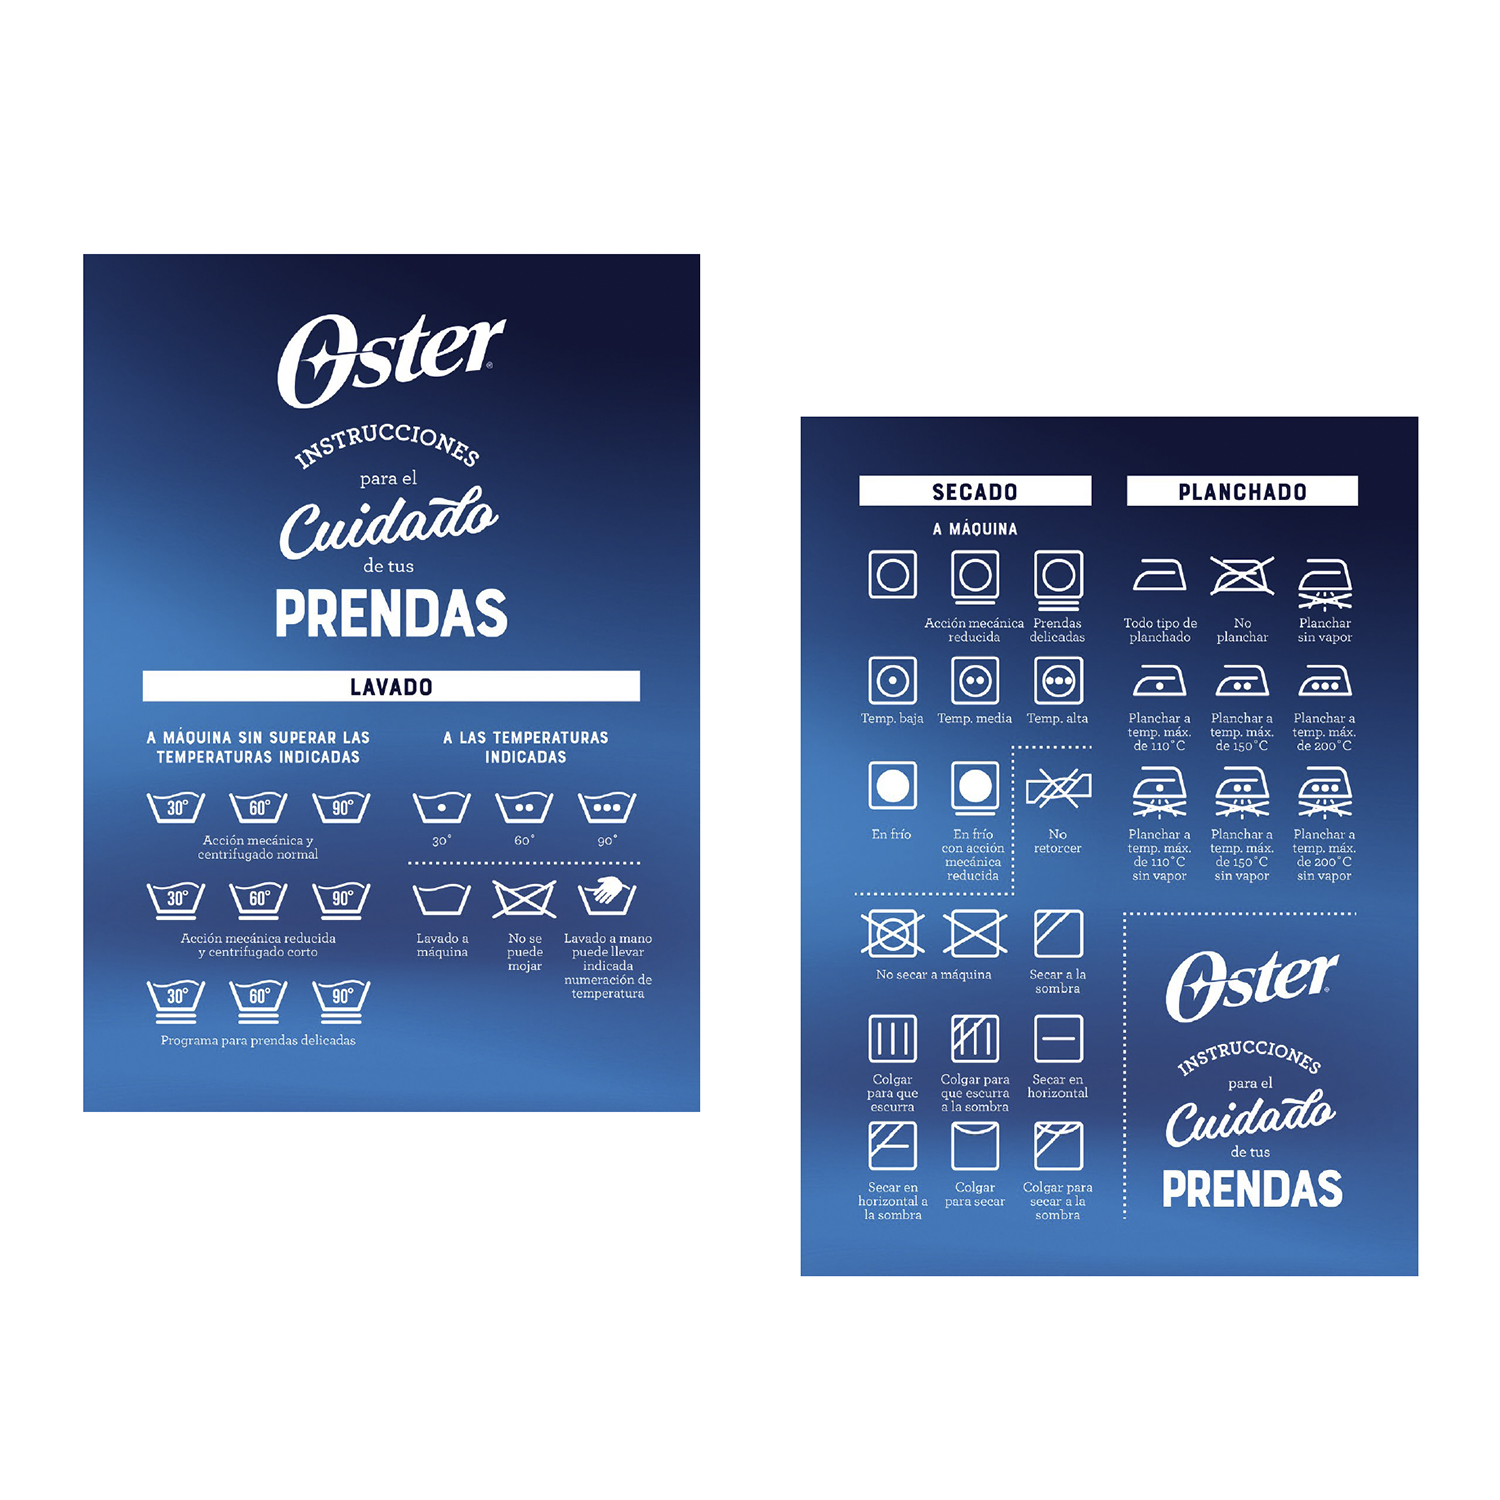 Oster®
INSTRUCCIONES
para el
Cuidado
de tus
PRENDAS
LAVADO
A MÁQUINA SIN SUPERAR LAS
TEMPERATURAS INDICADAS
30° 60° 90°
Acción mecánica y
centrifugado normal
30° 60° 90°
Acción mecánica reducida
y centrifugado corto
30° 60° 90°
Programa para prendas delicadas
A LAS TEMPERATURAS
INDICADAS
30° 60° 90°
Lavado a
máquina
No se
puede
mojar
Lavado a mano
puede llevar
indicada
numeración de
temperatura
SECADO
A MÁQUINA
Acción mecánica
reducida
Prendas
delicadas
Temp. baja
Temp. media
Temp. alta
En frío
En frío
con acción
mecánica
reducida
No
retorcer
No secar a máquina
Secar a la
sombra
Colgar
para que
escurra
Colgar para
que escurra
a la sombra
Secar en
horizontal
Secar en
horizontal a
la sombra
Colgar
para secar
Colgar para
secar a la
sombra
PLANCHADO
Todo tipo de
planchado
No
planchar
Planchar
sin vapor
Planchar a
temp. máx.
de 110°C
Planchar a
temp. máx.
de 150°C
Planchar a
temp. máx.
de 200°C
Planchar a
temp. máx.
de 110°C
sin vapor
Planchar a
temp. máx.
de 150°C
sin vapor
Planchar a
temp. máx.
de 200°C
sin vapor
Oster®
INSTRUCCIONES
para el
Cuidado
de tus
PRENDAS